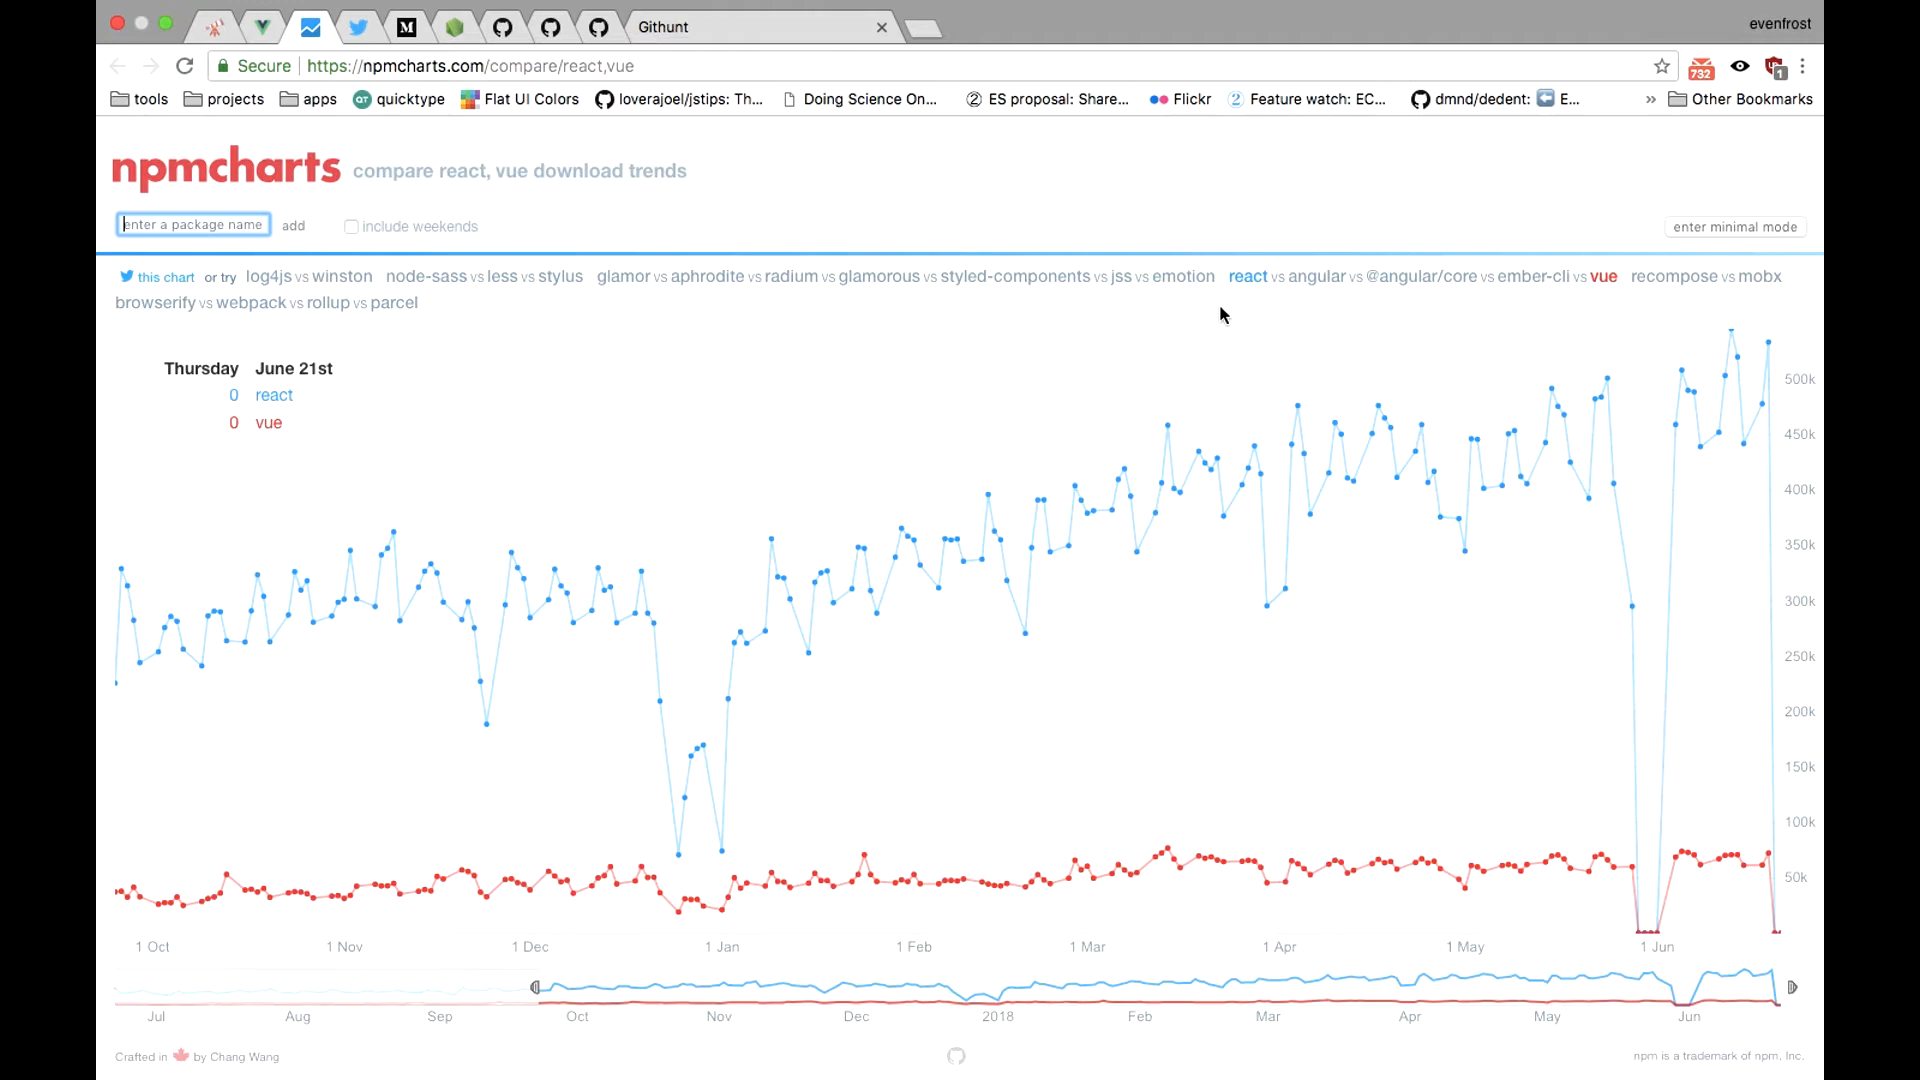 Githunt
evenfrost
Secure https://npmcharts.com/compare/react,vue
732
1
tools projects apps quicktype Flat UI Colors loverajoel/jstips: Th... Doing Science On... ES proposal: Share... Flickr Feature watch: EC... dmnd/dedent: E... » Other Bookmarks
npmcharts compare react, vue download trends
enter a package name add include weekends enter minimal mode
this chart or try log4js vs winston node-sass vs less vs stylus glamor vs aphrodite vs radium vs glamorous vs styled-components vs jss vs emotion react vs angular vs @angular/core vs ember-cli vs vue recompose vs mobx
browserify vs webpack vs rollup vs parcel
Thursday June 21st
0 react
0 vue
500k
450k
400k
350k
300k
250k
200k
150k
100k
50k
1 Oct 1 Nov 1 Dec 1 Jan 1 Feb 1 Mar 1 Apr 1 May 1 Jun
Jul Aug Sep Oct Nov Dec 2018 Feb Mar Apr May Jun
Crafted in by Chang Wang
npm is a trademark of npm, Inc.